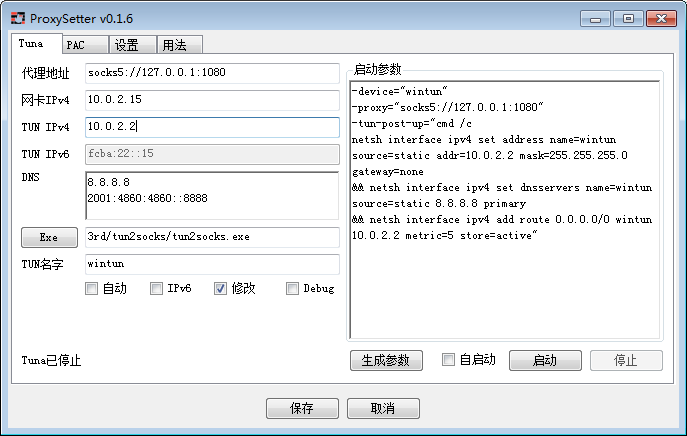 ProxySetter v0.1.6
Tuna PAC 设置 用法
代理地址 socks5://127.0.0.1:1080
网卡IPv4 10.0.2.15
TUN IPv4 10.0.2.2
TUN IPv6 fcba:22::15
DNS 8.8.8.8
2001:4860:4860::8888
Exe 3rd/tun2socks/tun2socks.exe
TUN名字 wintun
自动 IPv6 修改 Debug
Tuna已停止
启动参数
-device="wintun"
-proxy="socks5://127.0.0.1:1080"
-tun-post-up="cmd /c
netsh interface ipv4 set address name=wintun
source=static addr=10.0.2.2 mask=255.255.255.0
gateway=none
&& netsh interface ipv4 set dnsservers name=wintun
source=static 8.8.8.8 primary
&& netsh interface ipv4 add route 0.0.0.0/0 wintun
10.0.2.2 metric=5 store=active"
生成参数 自启动 启动 停止
保存 取消